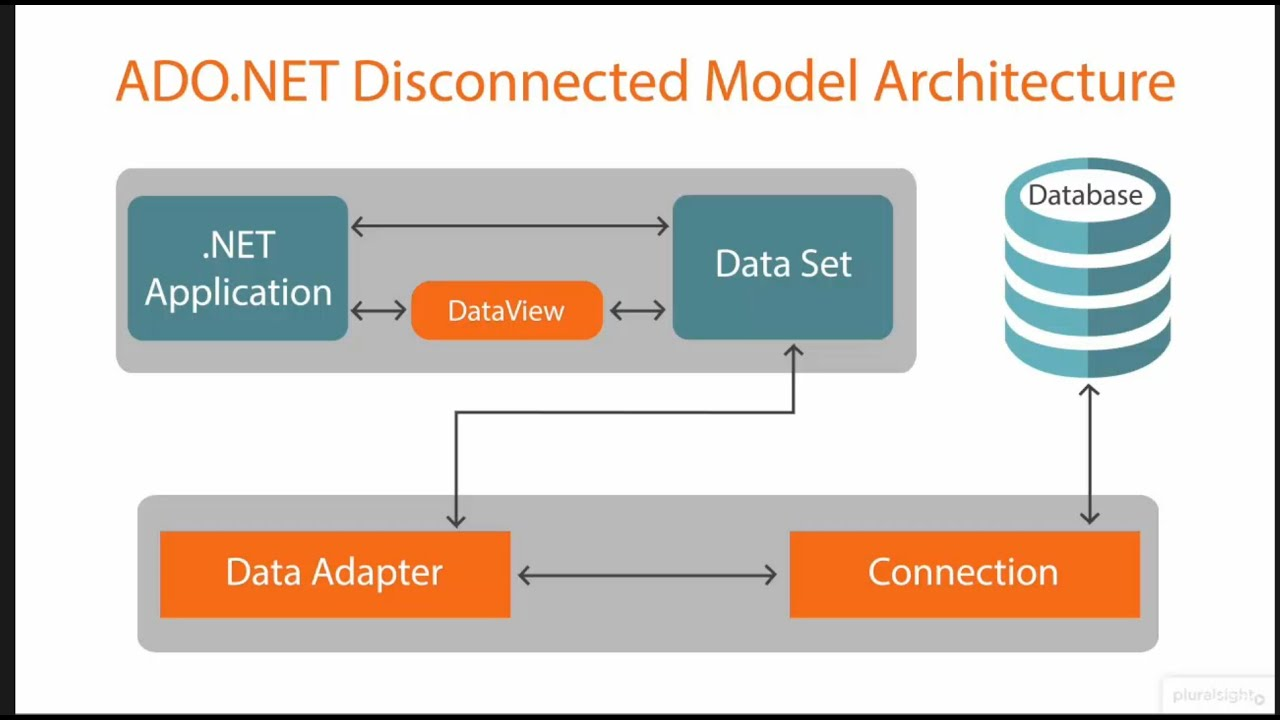 ADO.NET Disconnected Model Architecture
.NET
Application
DataView
Data Set
Database
Data Adapter
Connection
pluralsight